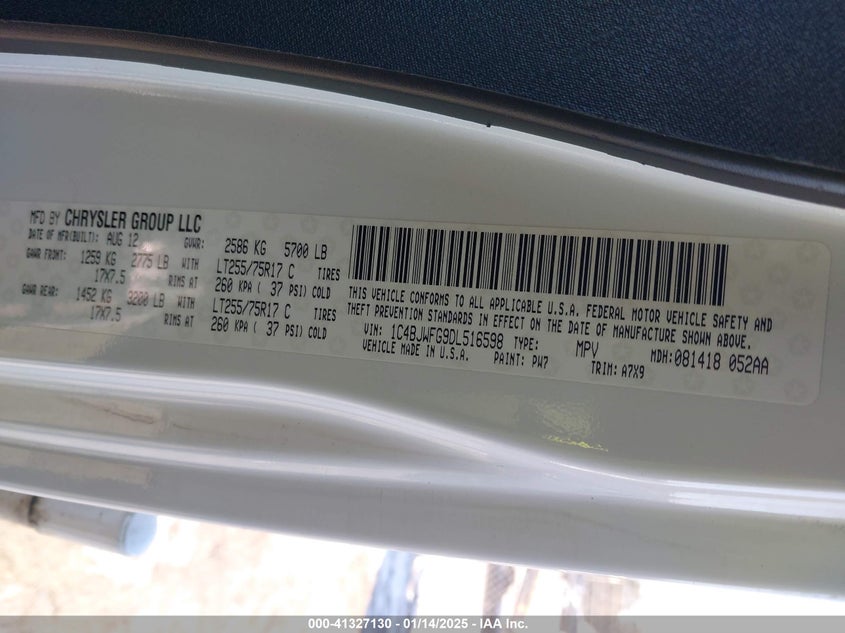 MFD BY CHRYSLER GROUP LLC
DATE OF MFR(BUILT): AUG 12 GVWR: 2586 KG 5700 LB
GAWR FRONT: 1259 KG 2775 LB WITH LT255/75R17 C TIRES
17X7.5 RIMS AT 260 KPA ( 37 PSI) COLD
GAWR REAR: 1452 KG 3200 LB WITH LT255/75R17 C TIRES
17X7.5 RIMS AT 260 KPA ( 37 PSI) COLD
THIS VEHICLE CONFORMS TO ALL APPLICABLE U.S.A. FEDERAL MOTOR VEHICLE SAFETY AND
THEFT PREVENTION STANDARDS IN EFFECT ON THE DATE OF MANUFACTURE SHOWN ABOVE.
VIN: 1C4BJWFG9DL516598 TYPE: MPV MDH: 081418 052AA
VEHICLE MADE IN U.S.A. PAINT: PW7 TRIM: A7X9
000-41327130 - 01/14/2025 - IAA Inc.